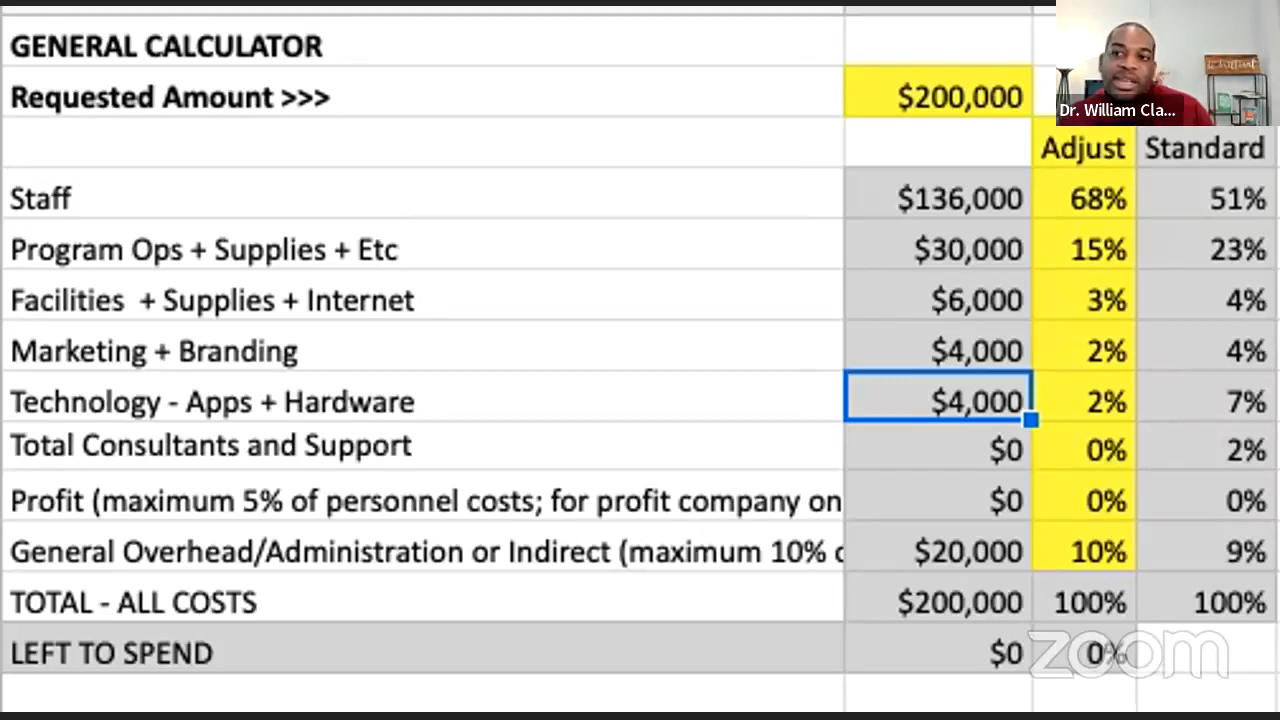 GENERAL CALCULATOR
Requested Amount >>> $200,000
Dr. William Cla...
Adjust Standard
Staff $136,000 68% 51%
Program Ops + Supplies + Etc $30,000 15% 23%
Facilities + Supplies + Internet $6,000 3% 4%
Marketing + Branding $4,000 2% 4%
Technology - Apps + Hardware $4,000 2% 7%
Total Consultants and Support $0 0% 2%
Profit (maximum 5% of personnel costs; for profit company on $0 0% 0%
General Overhead/Administration or Indirect (maximum 10% $20,000 10% 9%
TOTAL - ALL COSTS $200,000 100% 100%
LEFT TO SPEND $0 0%
zoom